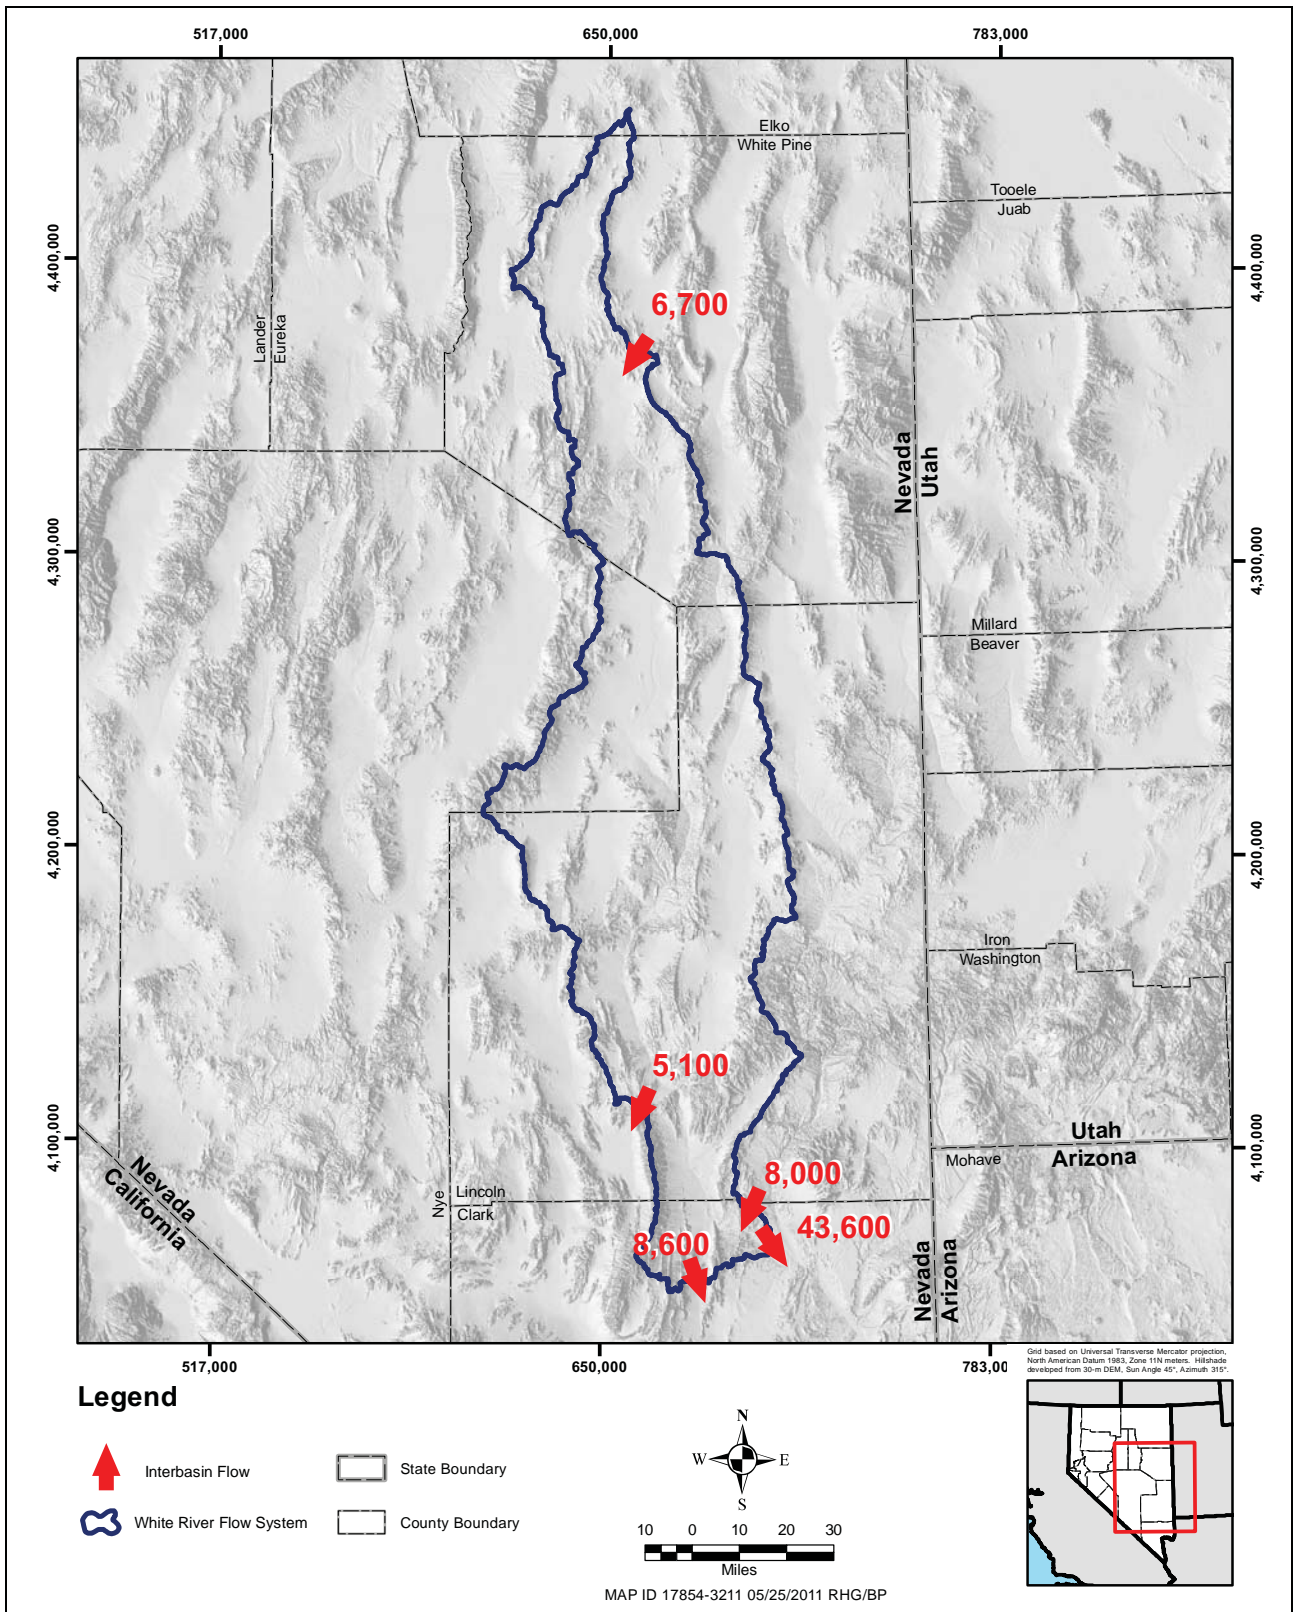 517,000
650,000
783,000
Elko
White Pine
Tooele
Juab
4,400,000
4,400,000
Lander
Eureka
6,700
Nevada
Utah
4,300,000
4,300,000
Millard
Beaver
4,200,000
4,200,000
Iron
Washington
5,100
4,100,000
4,100,000
Utah
Arizona
Mohave
Nevada
California
Nye
Lincoln
Clark
8,000
43,600
8,600
Nevada
Arizona
517,000
650,000
783,00
Grid based on Universal Transverse Mercator projection,
North American Datum 1983, Zone 11N meters. Hillshade
developed from 30-m DEM, Sun Angle 45°, Azimuth 315°.
Legend
Interbasin Flow
State Boundary
White River Flow System
County Boundary
N
W
E
S
10 0 10 20 30
Miles
MAP ID 17854-3211 05/25/2011 RHG/BP